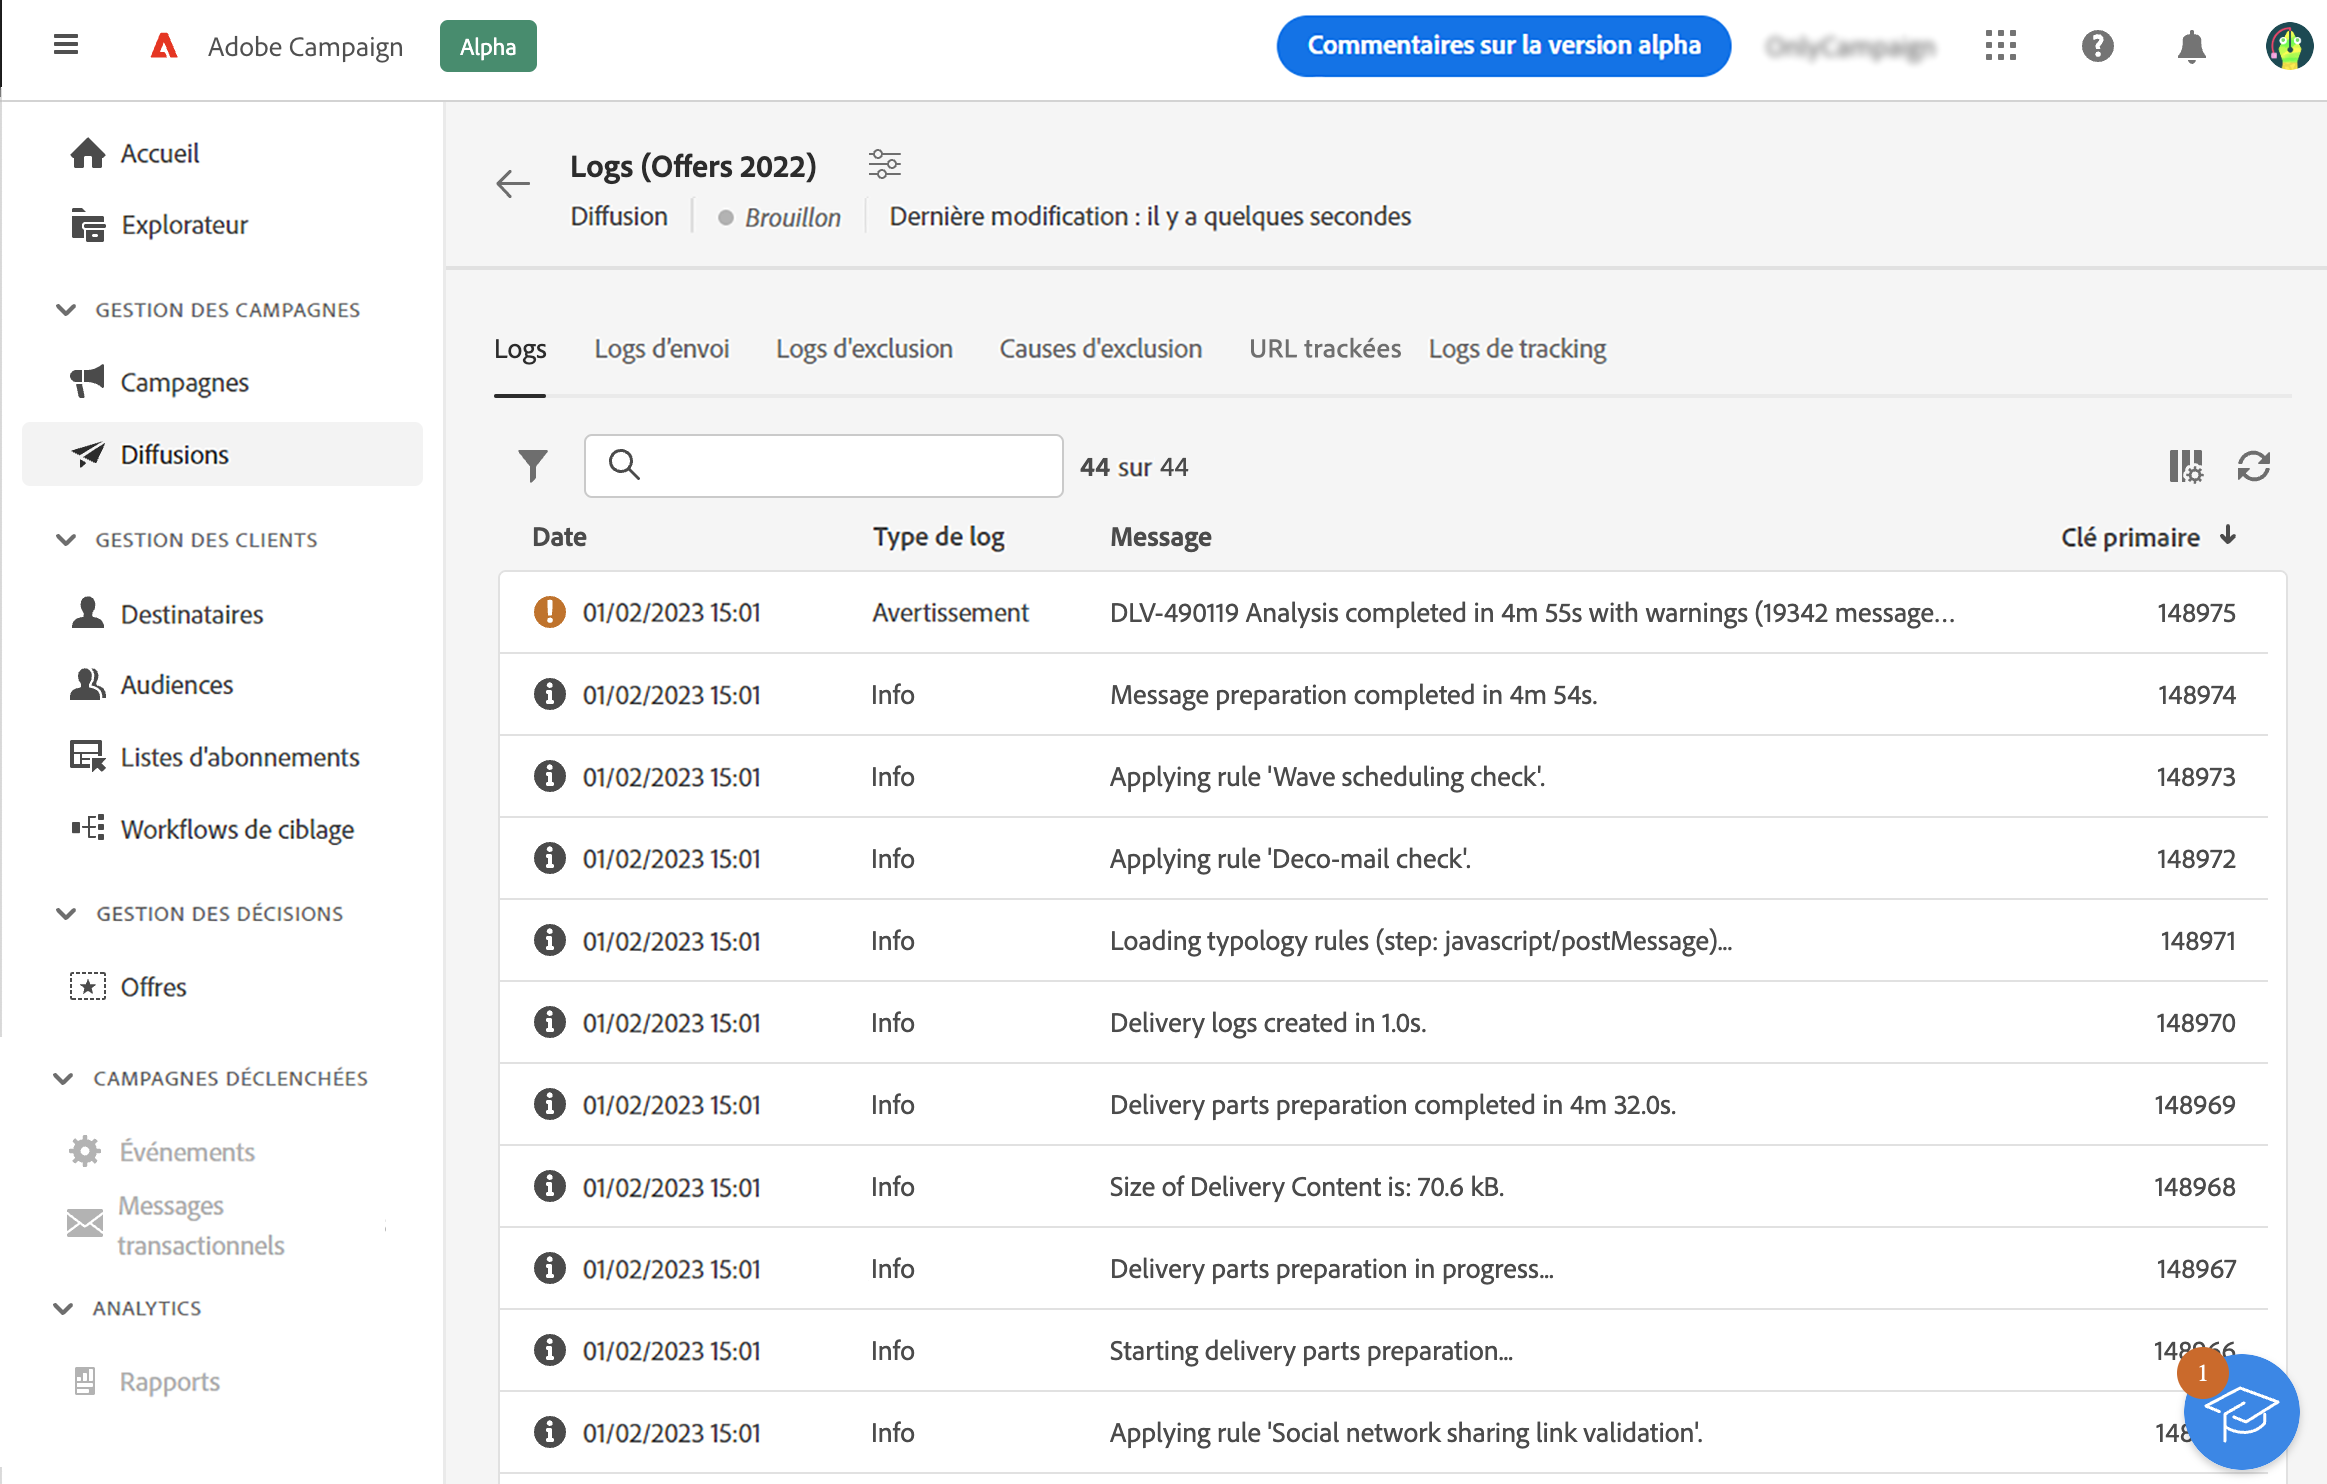 Adobe Campaign
Alpha
Commentaires sur la version alpha
OnlyCampaign
Accueil
Explorateur
GESTION DES CAMPAGNES
Campagnes
Diffusions
GESTION DES CLIENTS
Destinataires
Audiences
Listes d'abonnements
Workflows de ciblage
GESTION DES DÉCISIONS
Offres
CAMPAGNES DÉCLENCHÉES
Événements
Messages
transactionnels
ANALYTICS
Rapports
Logs (Offers 2022)
Diffusion Brouillon Dernière modification : il y a quelques secondes
Logs Logs d'envoi Logs d'exclusion Causes d'exclusion URL trackées Logs de tracking
44 sur 44
Date Type de log Message Clé primaire
01/02/2023 15:01 Avertissement DLV-490119 Analysis completed in 4m 55s with warnings (19342 message… 148975
01/02/2023 15:01 Info Message preparation completed in 4m 54s. 148974
01/02/2023 15:01 Info Applying rule 'Wave scheduling check'. 148973
01/02/2023 15:01 Info Applying rule 'Deco-mail check'. 148972
01/02/2023 15:01 Info Loading typology rules (step: javascript/postMessage)... 148971
01/02/2023 15:01 Info Delivery logs created in 1.0s. 148970
01/02/2023 15:01 Info Delivery parts preparation completed in 4m 32.0s. 148969
01/02/2023 15:01 Info Size of Delivery Content is: 70.6 kB. 148968
01/02/2023 15:01 Info Delivery parts preparation in progress... 148967
01/02/2023 15:01 Info Starting delivery parts preparation... 148966
1
01/02/2023 15:01 Info Applying rule 'Social network sharing link validation'. 148